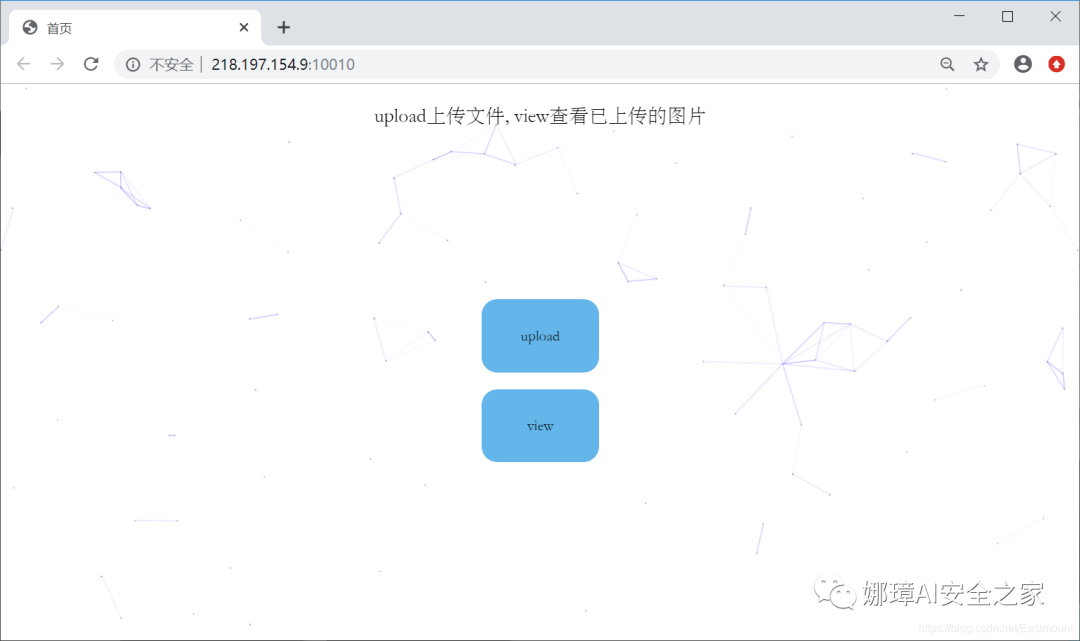 首页
不安全 | 218.197.154.9:10010
upload上传文件, view查看已上传的图片
upload
view
娜璋AI安全之家
https://blog.csdn.net/Eastmount